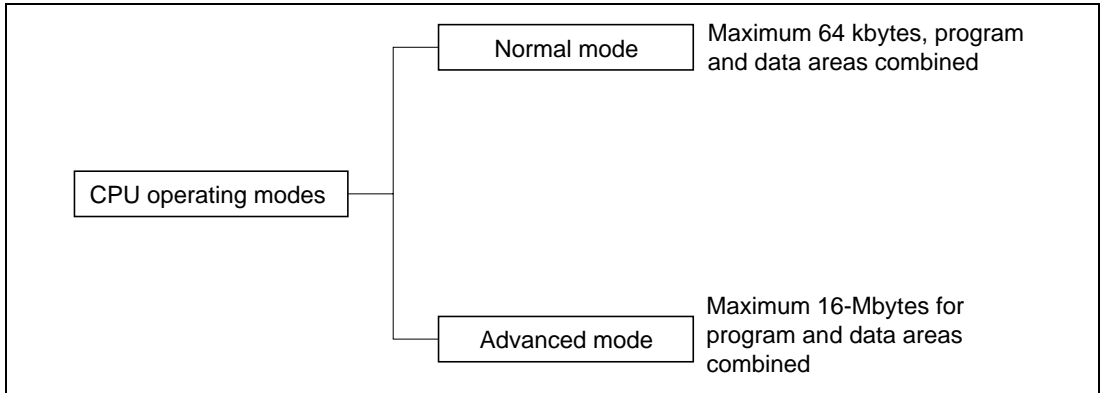 Normal mode
Maximum 64 kbytes, program
and data areas combined
CPU operating modes
Advanced mode
Maximum 16-Mbytes for
program and data areas
combined